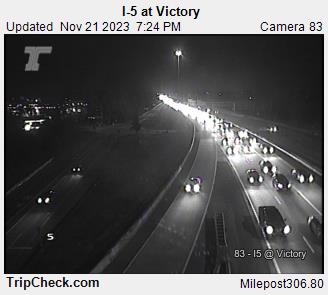 I-5 at Victory
Updated Nov 21 2023 7:24 PM Camera 83
T
S
83 - I5 @ Victory
TripCheck.com Milepost306.80